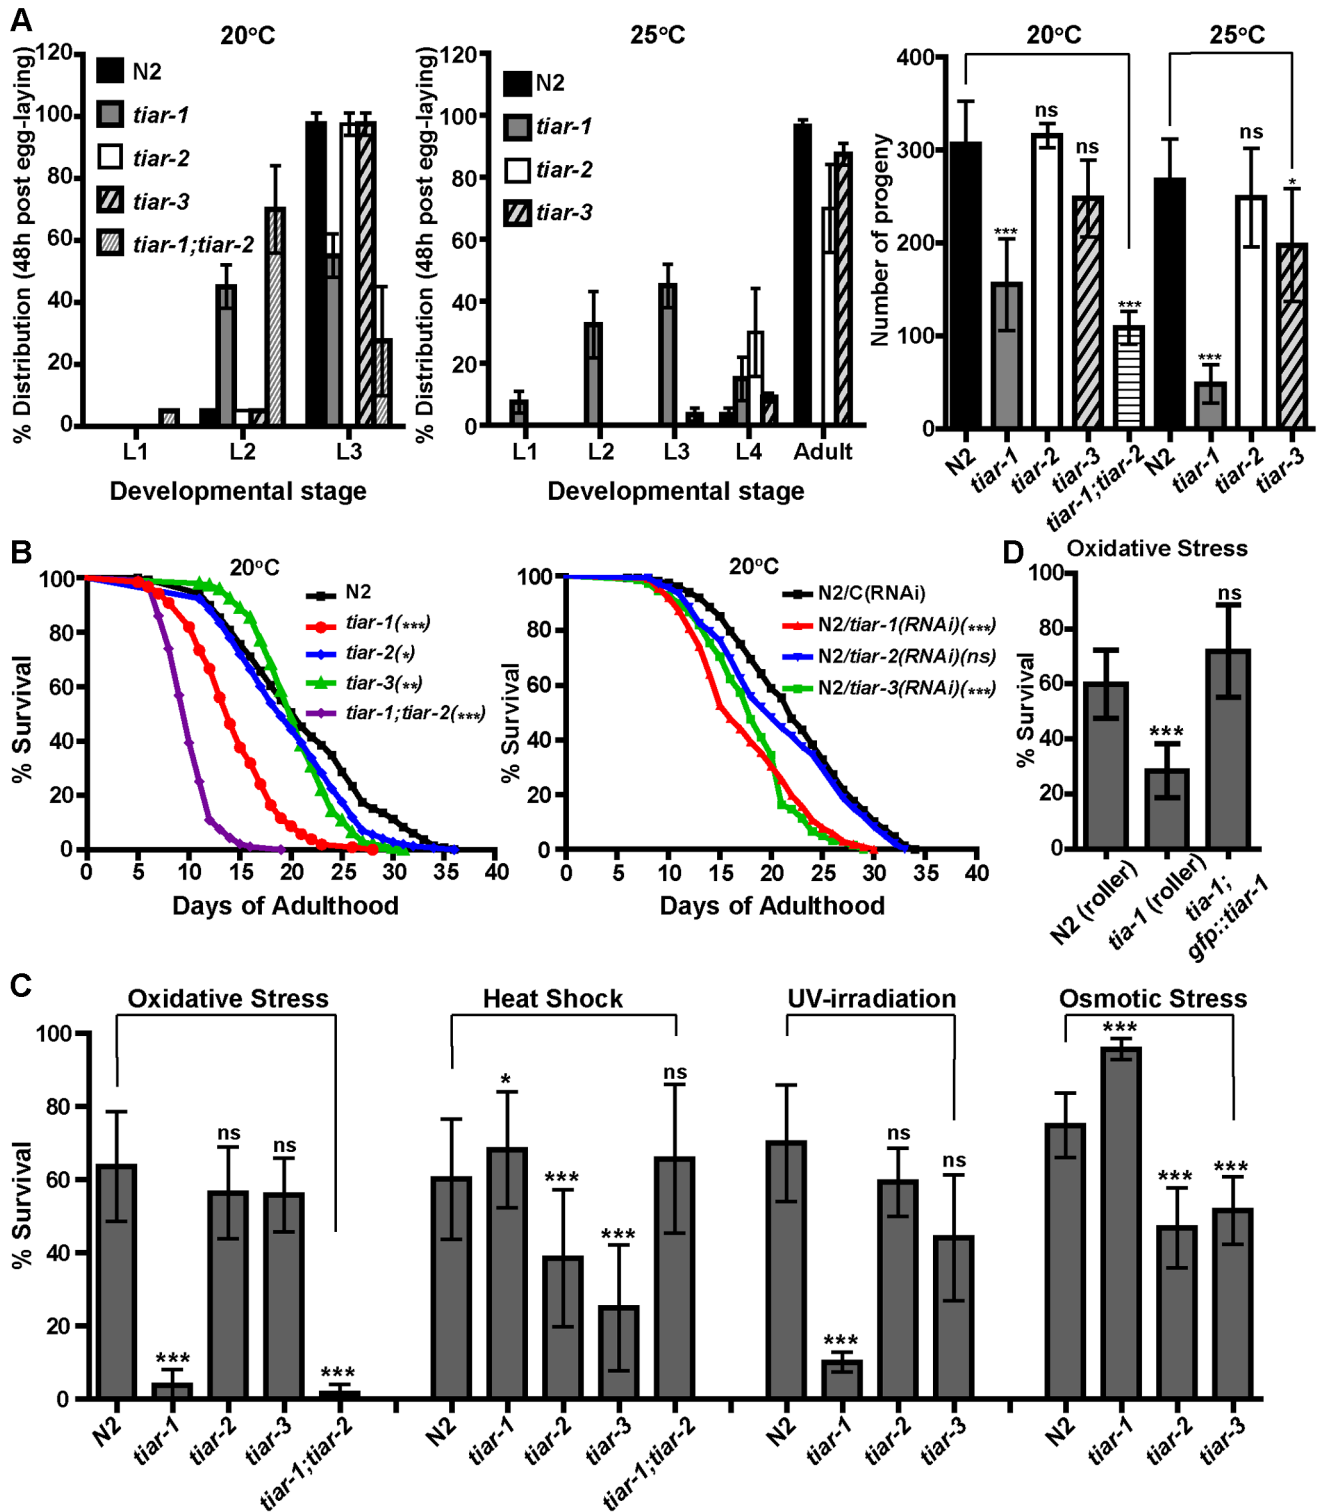 A
20°C
% Distribution (48h post egg-laying)
120
100
80
60
40
20
0
N2
tiar-1
tiar-2
tiar-3
tiar-1;tiar-2
L1 L2 L3
Developmental stage
25°C
% Distribution (48h post egg-laying)
120
100
80
60
40
20
0
N2
tiar-1
tiar-2
tiar-3
L1 L2 L3 L4 Adult
Developmental stage
20°C 25°C
Number of progeny
400
300
200
100
0
***
ns
ns
***
***
ns
*
N2 tiar-1 tiar-2 tiar-3 tiar-1;tiar-2 N2 tiar-1 tiar-2 tiar-3
B
20°C
% Survival
100
80
60
40
20
0
N2
tiar-1(***)
tiar-2(*)
tiar-3(**)
tiar-1;tiar-2(***)
0 5 10 15 20 25 30 35 40
Days of Adulthood
20°C
% Survival
100
80
60
40
20
0
N2/C(RNAi)
N2/tiar-1(RNAi)(***)
N2/tiar-2(RNAi)(ns)
N2/tiar-3(RNAi)(***)
0 5 10 15 20 25 30 35 40
Days of Adulthood
D
Oxidative Stress
% Survival
100
80
60
40
20
0
***
ns
N2 (roller)
tia-1 (roller)
tia-1;
gfp::tiar-1
C
Oxidative Stress Heat Shock UV-irradiation Osmotic Stress
% Survival
100
80
60
40
20
0
***
ns
ns
***
*
***
***
ns
***
ns
ns
***
***
***
N2 tiar-1 tiar-2 tiar-3 tiar-1;tiar-2 N2 tiar-1 tiar-2 tiar-3 tiar-1;tiar-2 N2 tiar-1 tiar-2 tiar-3 N2 tiar-1 tiar-2 tiar-3